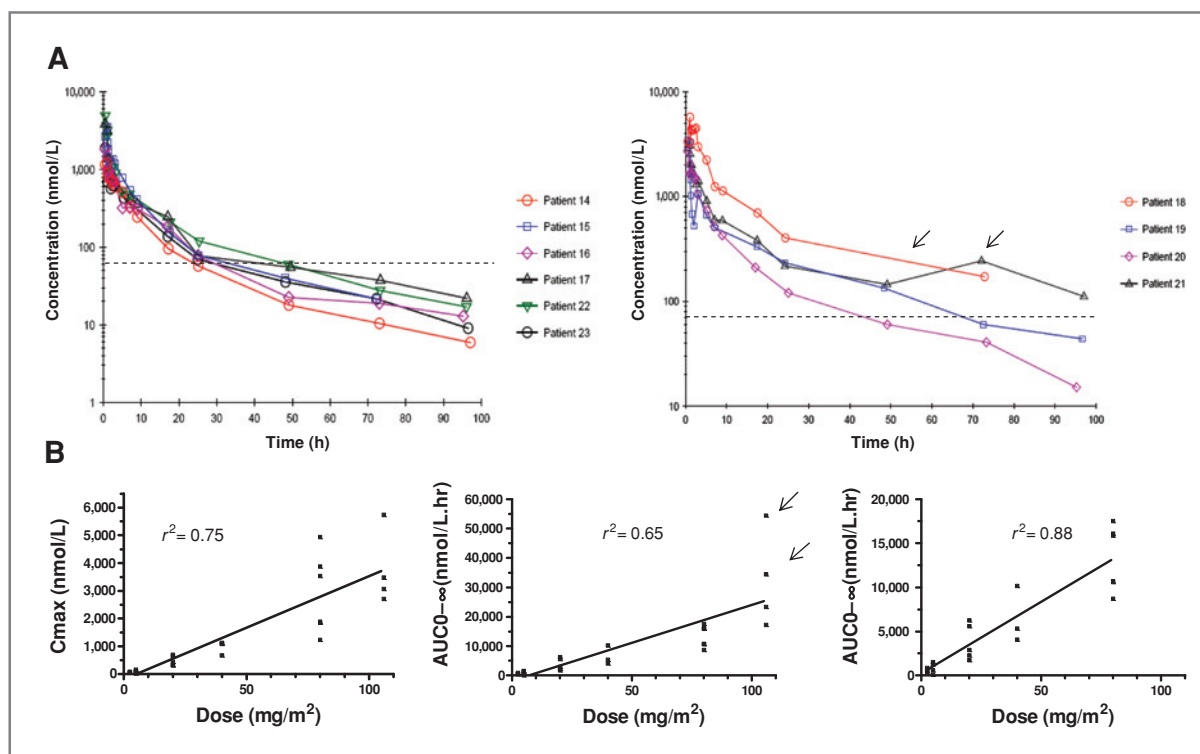 A
Concentration (nmol/L)
10,000
1,000
100
10
1
0 10 20 30 40 50 60 70 80 90 100
Time (h)
Patient 14
Patient 15
Patient 16
Patient 17
Patient 22
Patient 23
Concentration (nmol/L)
10,000
1,000
100
10
0 10 20 30 40 50 60 70 80 90 100
Time (h)
Patient 18
Patient 19
Patient 20
Patient 21
B
Cmax (nmol/L)
6,000
5,000
4,000
3,000
2,000
1,000
0
r² = 0.75
0 50 100
Dose (mg/m²)
AUC0–∞(nmol/L.hr)
60,000
50,000
40,000
30,000
20,000
10,000
0
r² = 0.65
0 50 100
Dose (mg/m²)
AUC0–∞(nmol/L.hr)
20,000
15,000
10,000
5,000
0
r² = 0.88
0 50 100
Dose (mg/m²)